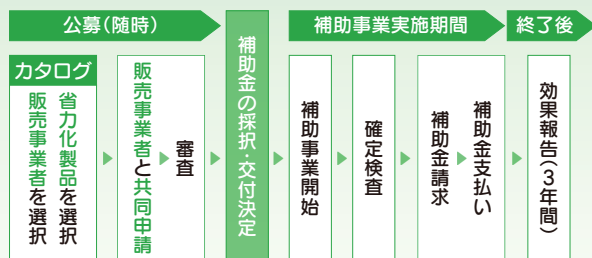 公募（随時）
補助事業実施期間
終了後
カタログ
省力化製品を選択
販売事業者を選択
販売事業者と共同申請
審査
補助金の採択・交付決定
補助事業開始
確定検査
補助金請求
補助金支払い
効果報告（3年間）